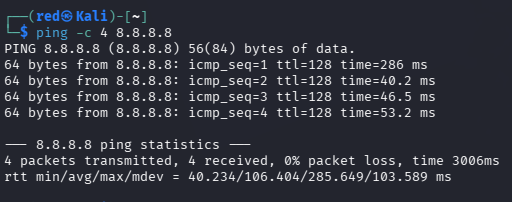 ┌──(red㉿Kali)-[~]
└─$ ping -c 4 8.8.8.8
PING 8.8.8.8 (8.8.8.8) 56(84) bytes of data.
64 bytes from 8.8.8.8: icmp_seq=1 ttl=128 time=286 ms
64 bytes from 8.8.8.8: icmp_seq=2 ttl=128 time=40.2 ms
64 bytes from 8.8.8.8: icmp_seq=3 ttl=128 time=46.5 ms
64 bytes from 8.8.8.8: icmp_seq=4 ttl=128 time=53.2 ms
--- 8.8.8.8 ping statistics ---
4 packets transmitted, 4 received, 0% packet loss, time 3006ms
rtt min/avg/max/mdev = 40.234/106.404/285.649/103.589 ms